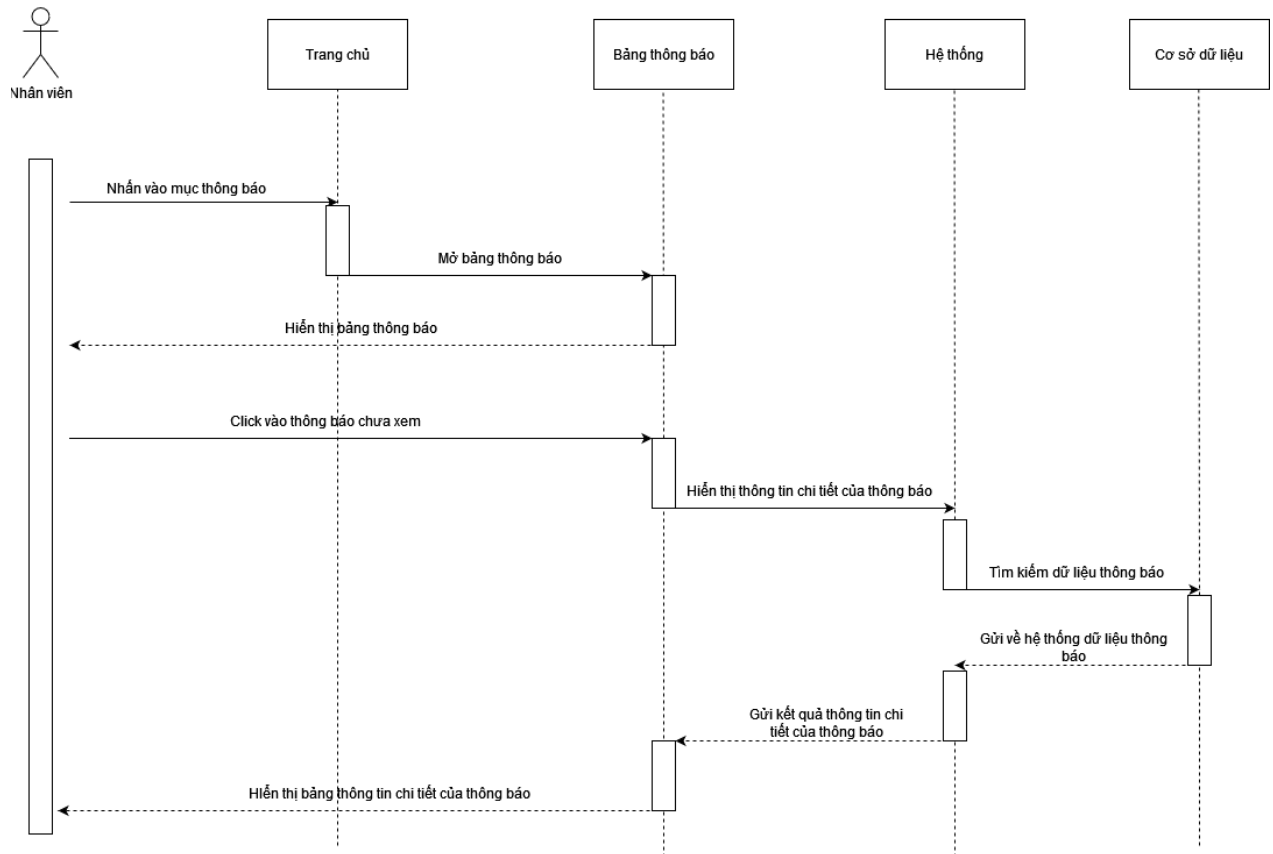 Nhân viên
Trang chủ
Bảng thông báo
Hệ thống
Cơ sở dữ liệu
Nhấn vào mục thông báo
Mở bảng thông báo
Hiển thị bảng thông báo
Click vào thông báo chưa xem
Hiển thị thông tin chi tiết của thông báo
Tìm kiếm dữ liệu thông báo
Gửi về hệ thống dữ liệu thông
báo
Gửi kết quả thông tin chi
tiết của thông báo
HIển thị bảng thông tin chi tiết của thông báo